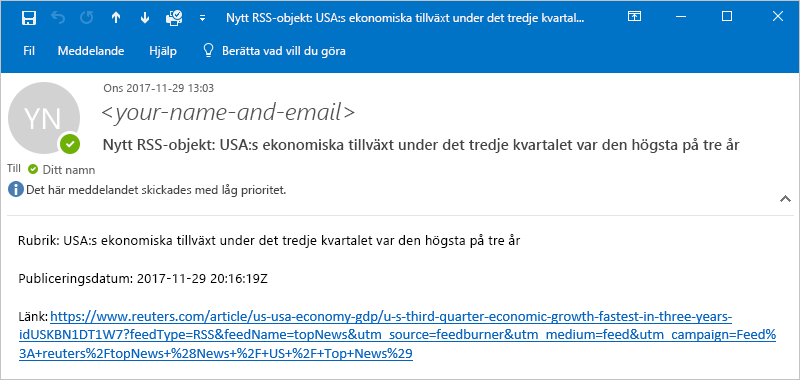 Nytt RSS-objekt: USA:s ekonomiska tillväxt under det tredje kvartal...
Fil Meddelande Hjälp Berätta vad vill du göra
Ons 2017-11-29 13:03
YN
<your-name-and-email>
Nytt RSS-objekt: USA:s ekonomiska tillväxt under det tredje kvartalet var den högsta på tre år
Till Ditt namn
Det här meddelandet skickades med låg prioritet.
Rubrik: USA:s ekonomiska tillväxt under det tredje kvartalet var den högsta på tre år
Publiceringsdatum: 2017-11-29 20:16:19Z
Länk: https://www.reuters.com/article/us-usa-economy-gdp/u-s-third-quarter-economic-growth-fastest-in-three-years-
idUSKBN1DT1W7?feedType=RSS&feedName=topNews&utm_source=feedburner&utm_medium=feed&utm_campaign=Feed%
3A+reuters%2FtopNews+%28News+%2F+US+%2F+Top+News%29